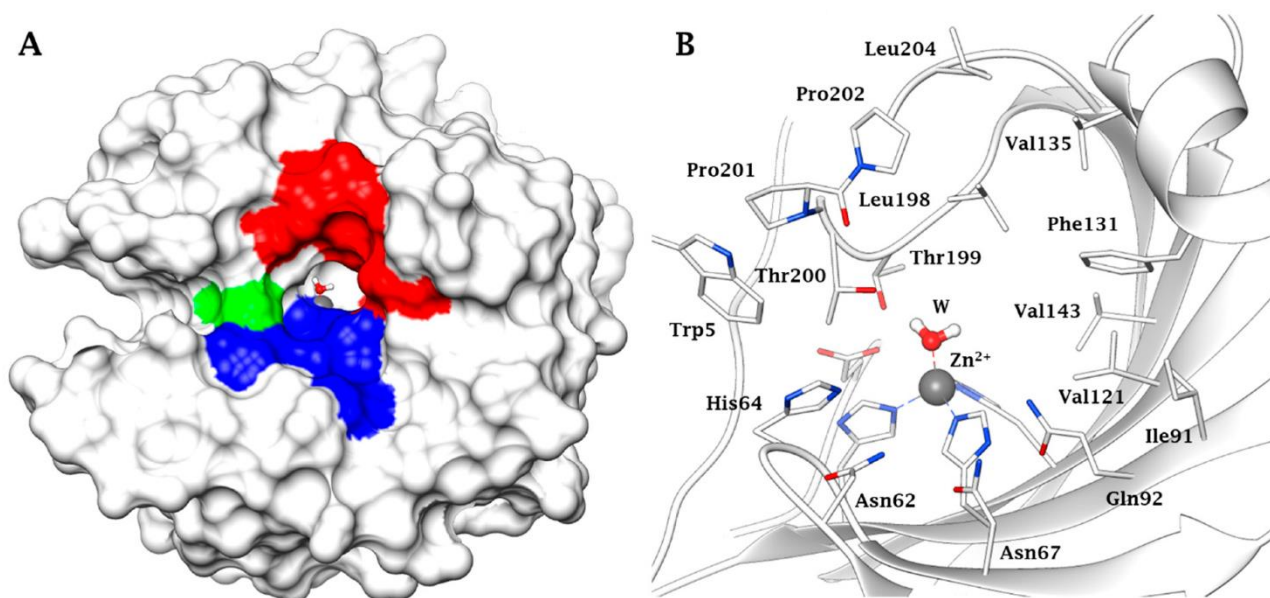 A
B
Leu204
Pro202
Val135
Pro201
Leu198
Phe131
Thr199
Thr200
W
Val143
Trp5
Zn²⁺
His64
Val121
Ile91
Asn62
Gln92
Asn67